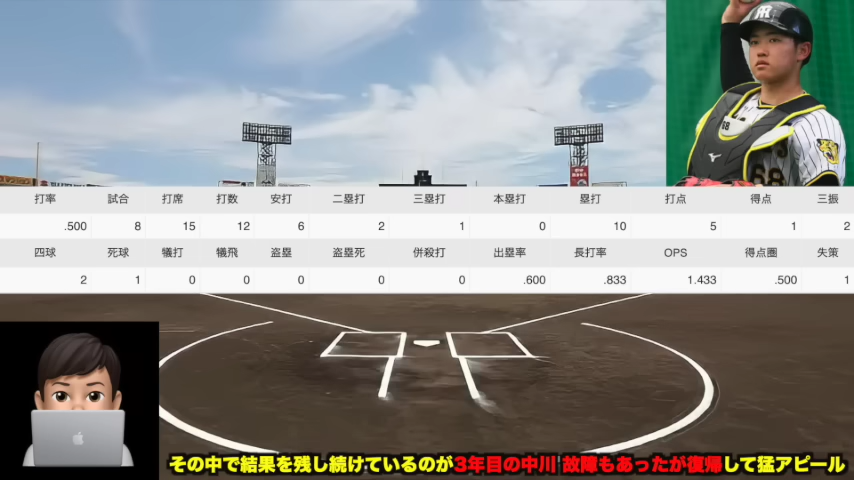 HT
68
68
打率 試合 打席 打数 安打 二塁打 三塁打 本塁打 塁打 打点 得点 三振
.500 8 15 12 6 2 1 0 10 5 1 2
四球 死球 犠打 犠飛 盗塁 盗塁死 併殺打 出塁率 長打率 OPS 得点圏 失策
2 1 0 0 0 0 0 .600 .833 1.433 .500 1
その中で結果を残し続けているのが3年目の中川 故障もあったが復帰して猛アピール